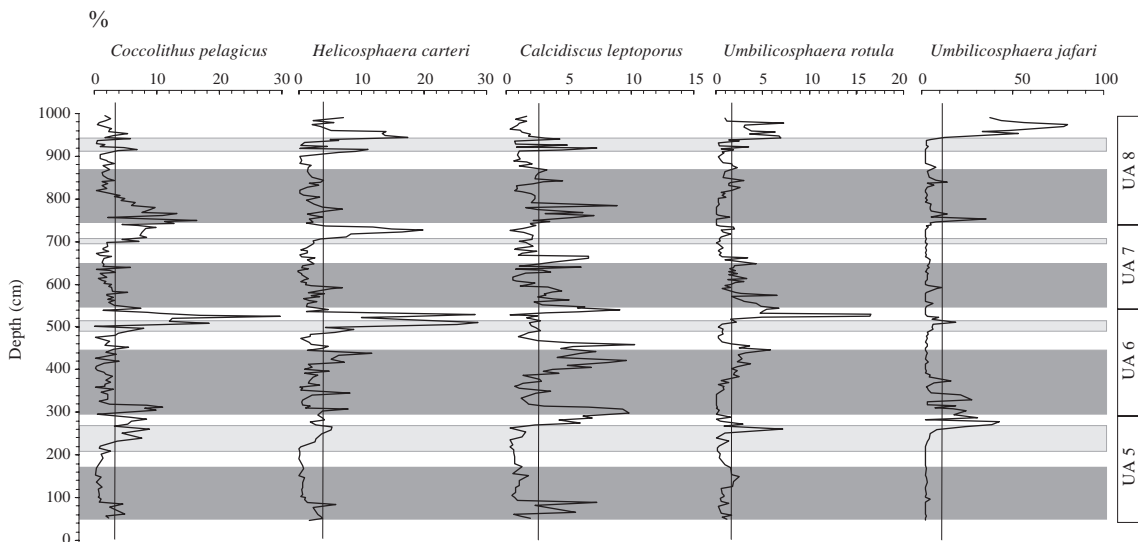 %
Coccolithus pelagicus Helicosphaera carteri Calcidiscus leptoporus Umbilicosphaera rotula Umbilicosphaera jafari
0 10 20 30 0 10 20 30 0 5 10 15 0 5 10 15 20 0 50 100
1000
900
800
700
600
500
400
300
200
100
0
Depth (cm)
UA 8
UA 7
UA 6
UA 5